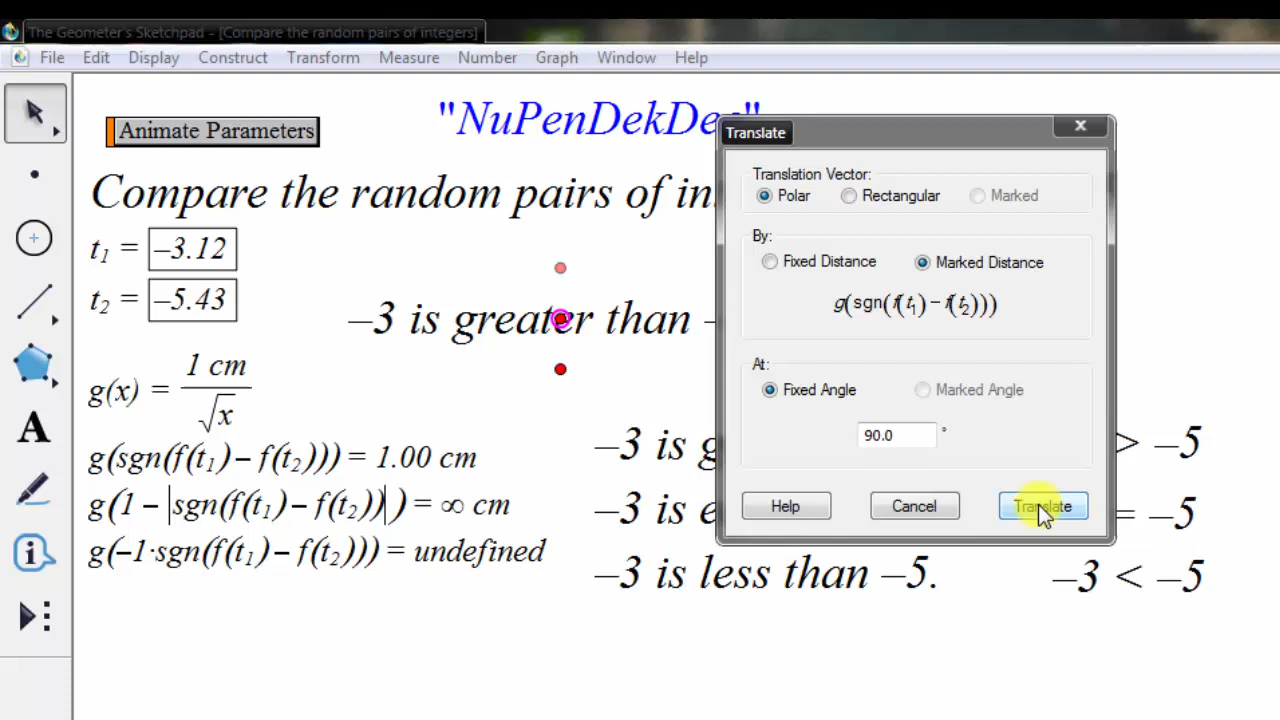 The Geometer's Sketchpad - [Compare the random pairs of integers]
File Edit Display Construct Transform Measure Number Graph Window Help
Animate Parameters
"NuPenDekDec"
Compare the random pairs of in
t₁ = –3.12
t₂ = –5.43
–3 is greater than –
g(x) = 1 cm / √x
g(sgn(f(t₁)– f(t₂))) = 1.00 cm
g(1 – |sgn(f(t₁)– f(t₂))|) = ∞ cm
g(–1·sgn(f(t₁)– f(t₂))) = undefined
–3 is g > –5
–3 is e = –5
–3 is less than –5. –3 < –5
Translate
Translation Vector:
Polar Rectangular Marked
By:
Fixed Distance Marked Distance
g(sgn(f(t₁) – f(t₂)))
At:
Fixed Angle Marked Angle
90.0 °
Help Cancel Translate
A